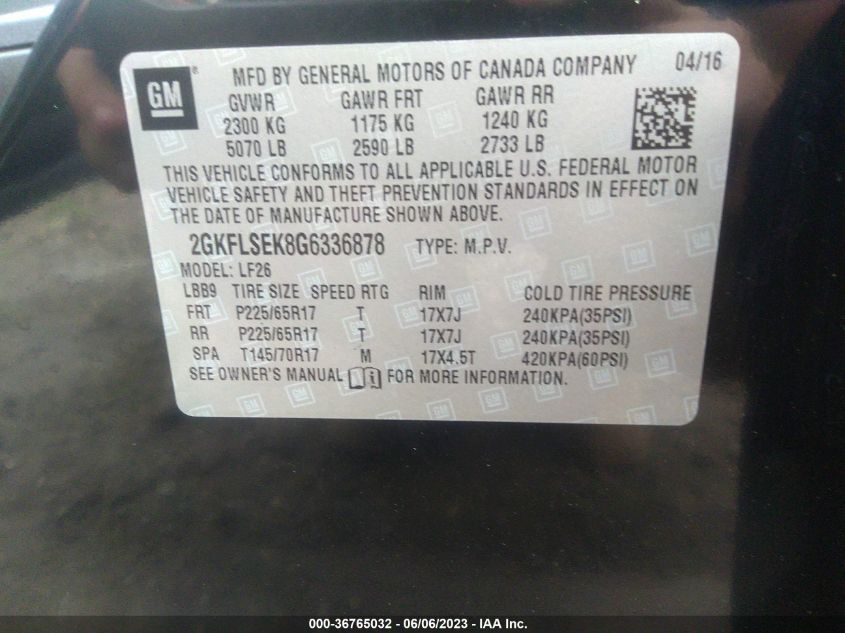 GM® MFD BY GENERAL MOTORS OF CANADA COMPANY 04/16
GVWR GAWR FRT GAWR RR
2300 KG 1175 KG 1240 KG
5070 LB 2590 LB 2733 LB
THIS VEHICLE CONFORMS TO ALL APPLICABLE U.S. FEDERAL MOTOR
VEHICLE SAFETY AND THEFT PREVENTION STANDARDS IN EFFECT ON
THE DATE OF MANUFACTURE SHOWN ABOVE.
2GKFLSEK8G6336878 TYPE: M.P.V.
MODEL: LF26
LBB9 TIRE SIZE SPEED RTG RIM COLD TIRE PRESSURE
FRT P225/65R17 T 17X7J 240KPA(35PSI)
RR P225/65R17 T 17X7J 240KPA(35PSI)
SPA T145/70R17 M 17X4.5T 420KPA(60PSI)
SEE OWNER'S MANUAL FOR MORE INFORMATION.
000-36765032 - 06/06/2023 - IAA Inc.